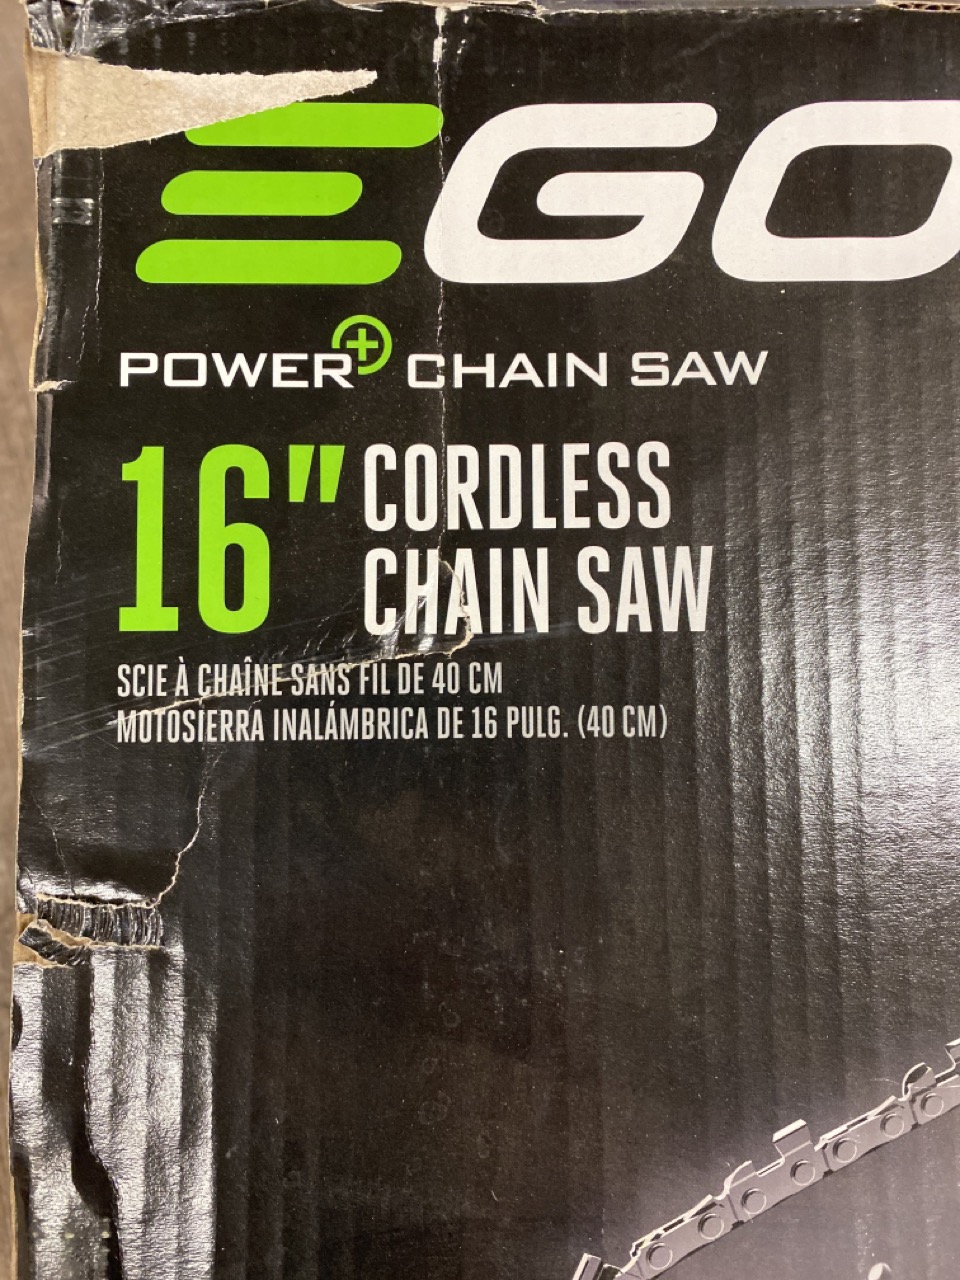 EGO
POWER+ CHAIN SAW
16" CORDLESS
CHAIN SAW
SCIE À CHAÎNE SANS FIL DE 40 CM
MOTOSIERRA INALÁMBRICA DE 16 PULG. (40 CM)